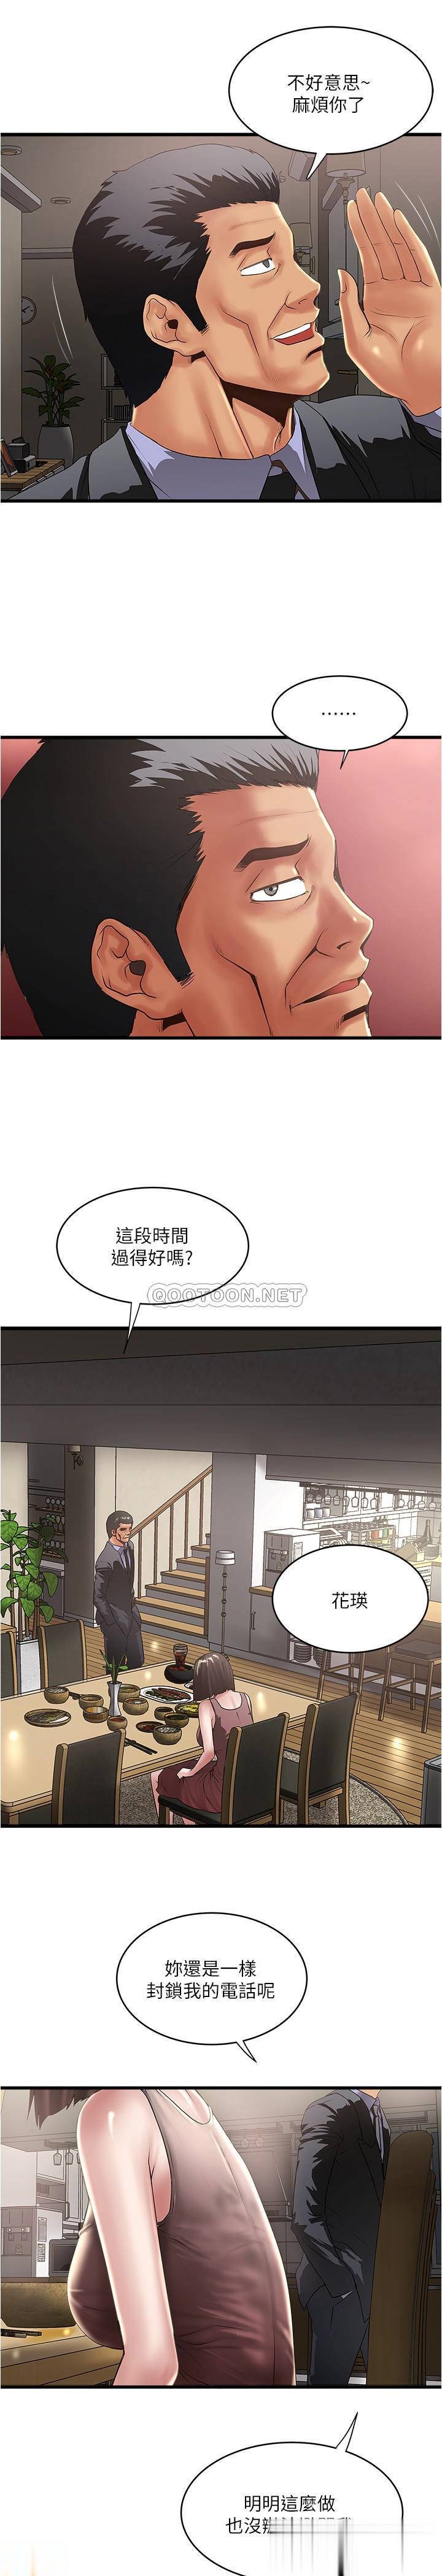 不好意思~
麻煩你了
......
這段時間
過得好嗎?
QOOTOON.NET
花瑛
妳還是一樣
封鎖我的電話呢
明明這麼做
也沒辦